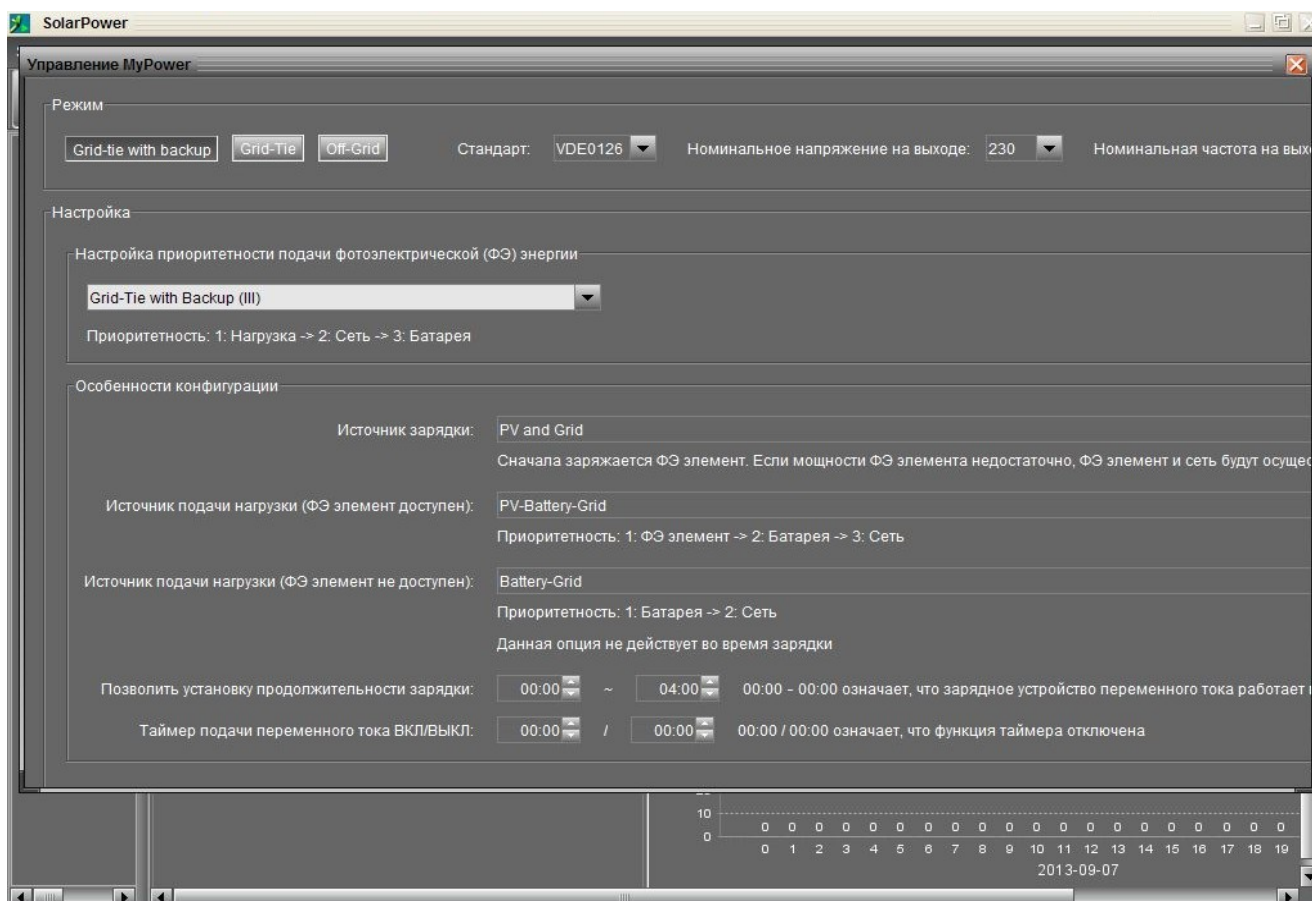 SolarPower
Управление MyPower
Режим
Grid-tie with backup Grid-Tie Off-Grid Стандарт: VDE0126 Номинальное напряжение на выходе: 230 Номинальная частота на
Настройка
Настройка приоритетности подачи фотоэлектрической (ФЭ) энергии
Grid-Tie with Backup (III)
Приоритетность: 1: Нагрузка -> 2: Сеть -> 3: Батарея
Особенности конфигурации
Источник зарядки: PV and Grid
Сначала заряжается ФЭ элемент. Если мощности ФЭ элемента недостаточно, ФЭ элемент и сеть будут
Источник подачи нагрузки (ФЭ элемент доступен): PV-Battery-Grid
Приоритетность: 1: ФЭ элемент -> 2: Батарея -> 3: Сеть
Источник подачи нагрузки (ФЭ элемент не доступен): Battery-Grid
Приоритетность: 1: Батарея -> 2: Сеть
Данная опция не действует во время зарядки
Позволить установку продолжительности зарядки: 00:00 ~ 04:00 00:00 - 00:00 означает, что зарядное устройство переменного тока работает
Таймер подачи переменного тока ВКЛ/ВЫКЛ: 00:00 / 00:00 00:00 / 00:00 означает, что функция таймера отключена
10
0
0 0 0 0 0 0 0 0 0 0 0 0 0 0 0 0 0 0 0 0
0 1 2 3 4 5 6 7 8 9 10 11 12 13 14 15 16 17 18 19
2013-09-07